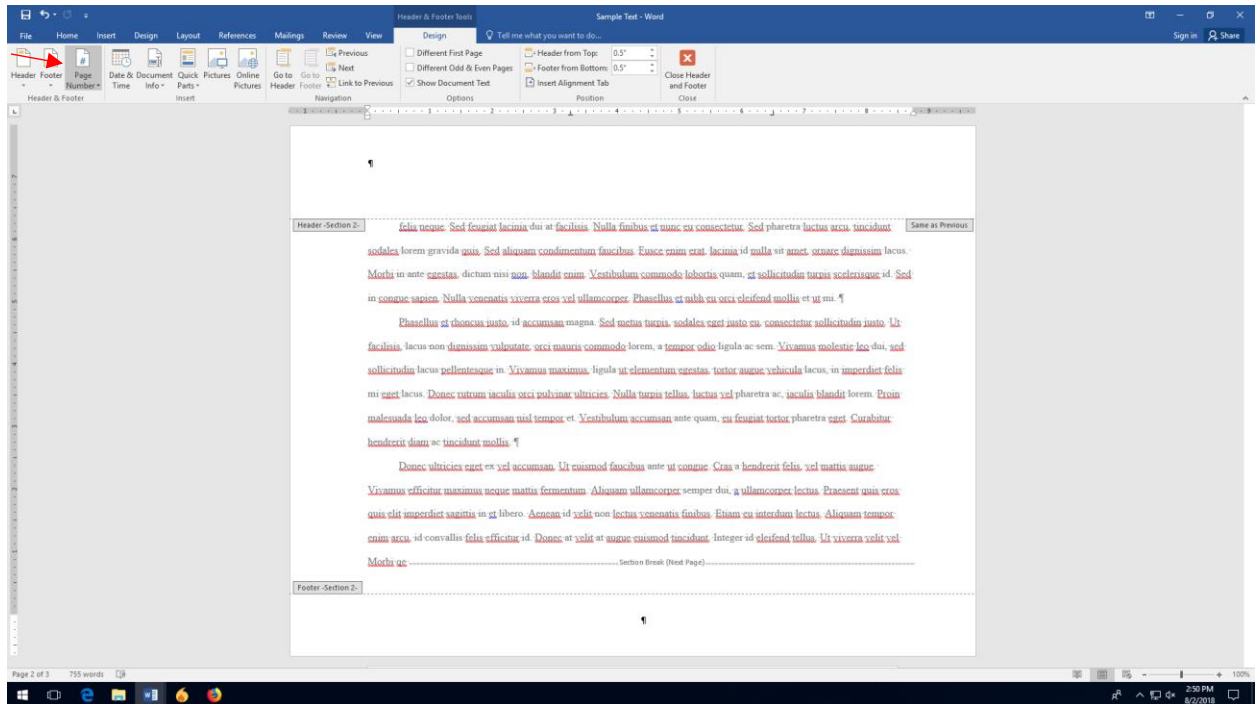 Header & Footer Tools
Sample Text - Word
File Home Insert Design Layout References Mailings Review View Design Tell me what you want to do... Sign in Share
Header Footer Page Number Date & Time Document Info Quick Parts Pictures Online Pictures Go to Header Go to Footer Previous Next Link to Previous
Different First Page
Different Odd & Even Pages
Show Document Text
Header from Top: 0.5"
Footer from Bottom: 0.5"
Insert Alignment Tab
Close Header and Footer
Header & Footer Insert Navigation Options Position Close
¶
Header -Section 2-
Same as Previous
felis neque. Sed feugiat lacinia dui at facilisis. Nulla finibus et nunc eu consectetur. Sed pharetra luctus arcu, tincidunt
sodales lorem gravida quis. Sed aliquam condimentum faucibus. Fusce enim erat, lacinia id nulla sit amet, ornare dignissim lacus.
Morbi in ante egestas, dictum nisi non, blandit enim. Vestibulum commodo lobortis quam, et sollicitudin turpis scelerisque id. Sed
in congue sapien. Nulla venenatis viverra eros vel ullamcorper. Phasellus et nibh eu orci eleifend mollis et ut mi. ¶
Phasellus et rhoncus justo, id accumsan magna. Sed metus turpis, sodales eget justo eu, consectetur sollicitudin justo. Ut
facilisis, lacus non dignissim vulputate, orci mauris commodo lorem, a tempor odio ligula ac sem. Vivamus molestie leo dui, sed
sollicitudin lacus pellentesque in. Vivamus maximus, ligula ut elementum egestas, tortor augue vehicula lacus, in imperdiet felis
mi eget lacus. Donec rutrum iaculis orci pulvinar ultricies. Nulla turpis tellus, luctus vel pharetra ac, iaculis blandit lorem. Proin
malesuada leo dolor, sed accumsan nisl tempor et. Vestibulum accumsan ante quam, eu feugiat tortor pharetra eget. Curabitur
hendrerit diam ac tincidunt mollis. ¶
Donec ultricies eget ex vel accumsan. Ut euismod faucibus ante ut congue. Cras a hendrerit felis, vel mattis augue.
Vivamus efficitur maximus neque mattis fermentum. Aliquam ullamcorper semper dui, a ullamcorper lectus. Praesent quis eros
quis elit imperdiet sagittis in et libero. Aenean id velit non lectus venenatis finibus. Etiam eu interdum lectus. Aliquam tempor
enim arcu, id convallis felis efficitur id. Donec at velit at augue euismod tincidunt. Integer id eleifend tellus. Ut viverra velit vel
Morbi qe Section Break (Next Page)
Footer -Section 2-
¶
Page 2 of 3 755 words 100%
2:50 PM
8/2/2018